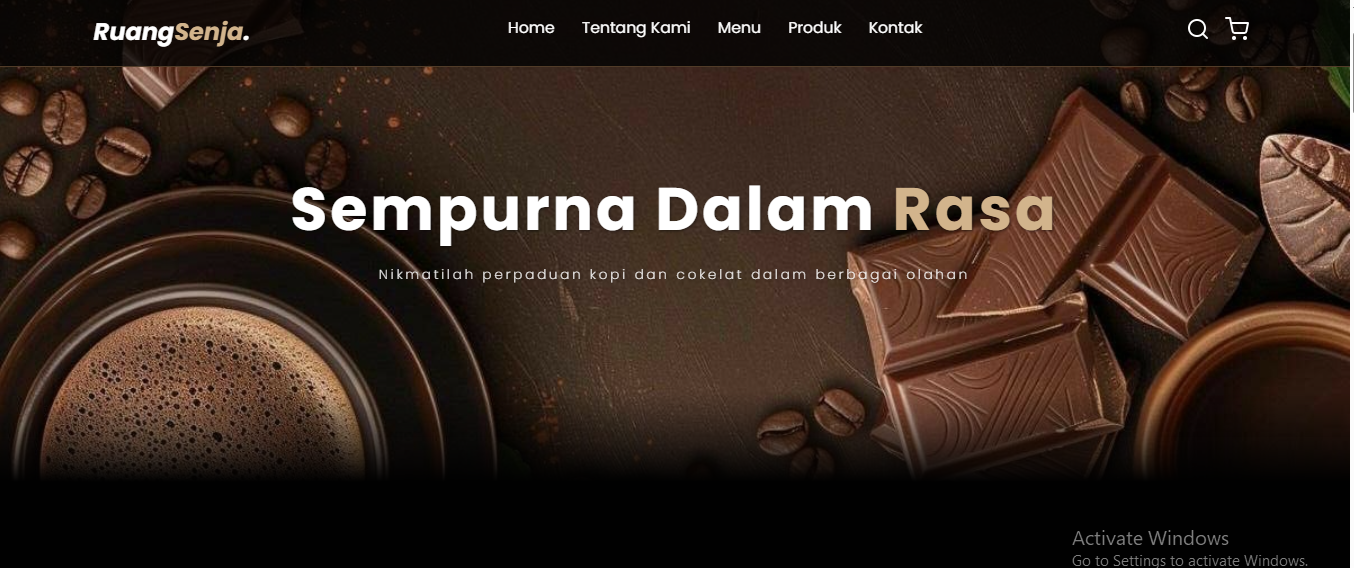 RuangSenja.
Home Tentang Kami Menu Produk Kontak
Sempurna Dalam Rasa
Nikmatilah perpaduan kopi dan cokelat dalam berbagai olahan
Activate Windows
Go to Settings to activate Windows.